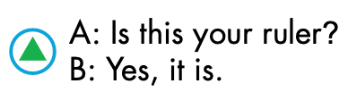 A: Is this your ruler?
B: Yes, it is.